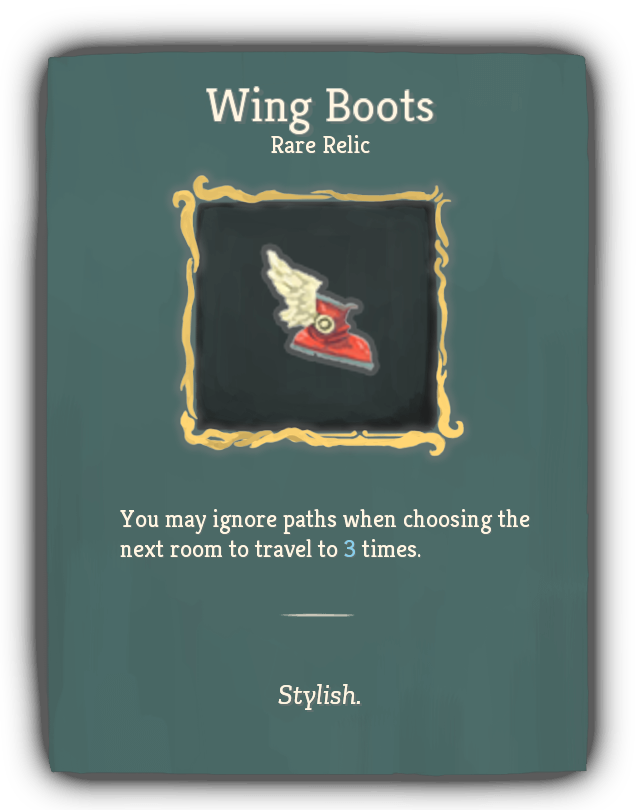 Wing Boots
Rare Relic
You may ignore paths when choosing the
next room to travel to 3 times.
Stylish.